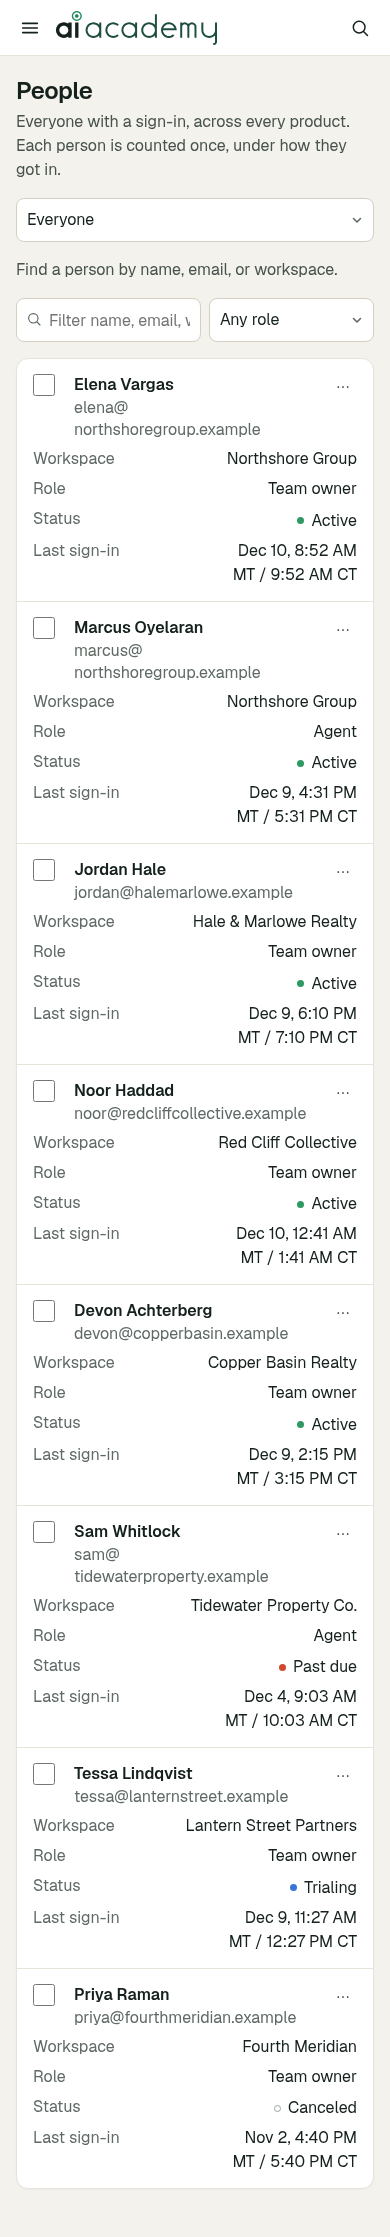 ai academy
People
Everyone with a sign-in, across every product.
Each person is counted once, under how they
got in.
Everyone
Find a person by name, email, or workspace.
Filter name, email, Any role
Elena Vargas ...
elena@
northshoregroup.example
Workspace Northshore Group
Role Team owner
Status Active
Last sign-in Dec 10, 8:52 AM
MT / 9:52 AM CT
Marcus Oyelaran ...
marcus@
northshoregroup.example
Workspace Northshore Group
Role Agent
Status Active
Last sign-in Dec 9, 4:31 PM
MT / 5:31 PM CT
Jordan Hale ...
jordan@halemarlowe.example
Workspace Hale & Marlowe Realty
Role Team owner
Status Active
Last sign-in Dec 9, 6:10 PM
MT / 7:10 PM CT
Noor Haddad ...
noor@redcliffcollective.example
Workspace Red Cliff Collective
Role Team owner
Status Active
Last sign-in Dec 10, 12:41 AM
MT / 1:41 AM CT
Devon Achterberg ...
devon@copperbasin.example
Workspace Copper Basin Realty
Role Team owner
Status Active
Last sign-in Dec 9, 2:15 PM
MT / 3:15 PM CT
Sam Whitlock ...
sam@
tidewaterproperty.example
Workspace Tidewater Property Co.
Role Agent
Status Past due
Last sign-in Dec 4, 9:03 AM
MT / 10:03 AM CT
Tessa Lindqvist ...
tessa@lanternstreet.example
Workspace Lantern Street Partners
Role Team owner
Status Trialing
Last sign-in Dec 9, 11:27 AM
MT / 12:27 PM CT
Priya Raman ...
priya@fourthmeridian.example
Workspace Fourth Meridian
Role Team owner
Status Canceled
Last sign-in Nov 2, 4:40 PM
MT / 5:40 PM CT